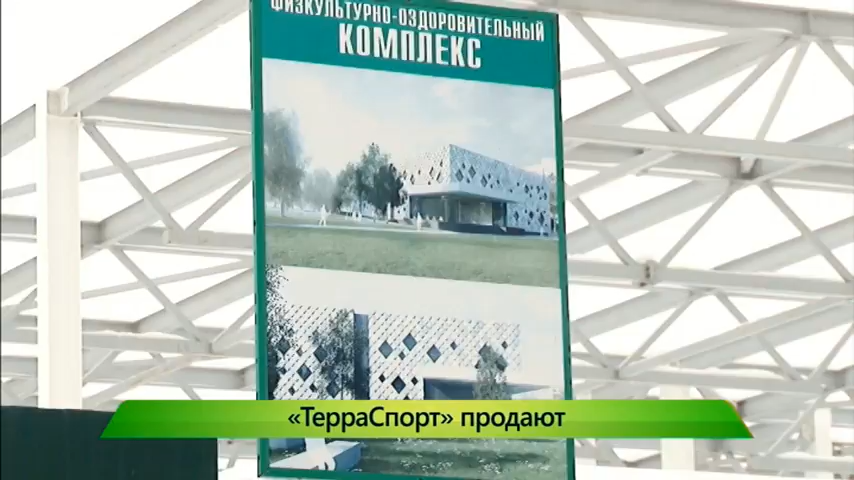 ФИЗКУЛЬТУРНО-ОЗДОРОВИТЕЛЬНЫЙ
КОМПЛЕКС
«ТерраСпорт» продают